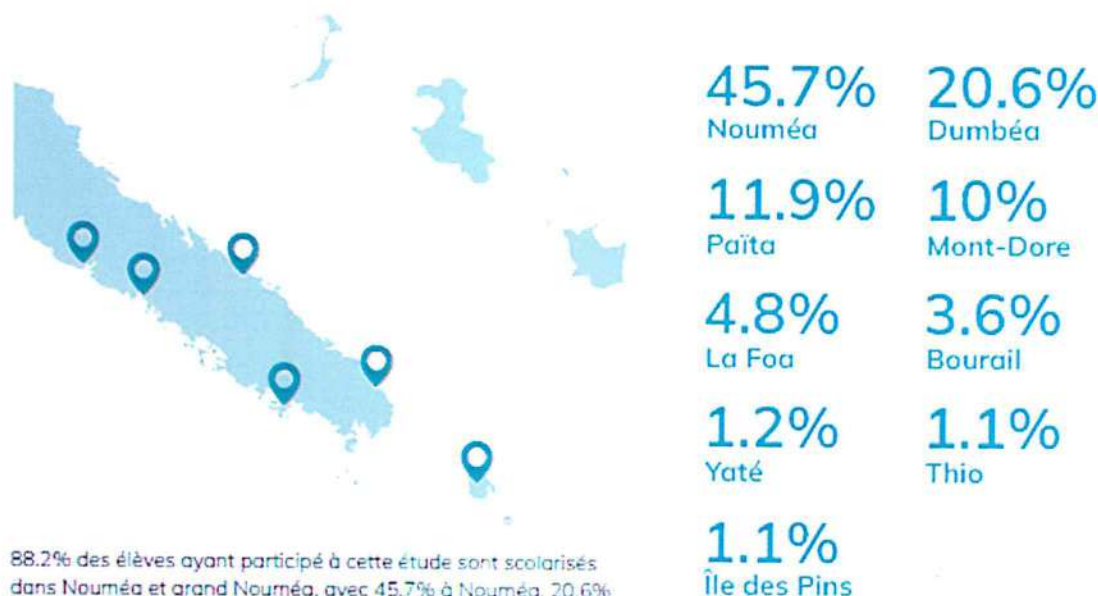 45.7%
Nouméa
20.6%
Dumbéa
11.9%
Païta
10%
Mont-Dore
4.8%
La Foa
3.6%
Bourail
1.2%
Yaté
1.1%
Thio
1.1%
Île des Pins
88.2% des élèves ayant participé à cette étude sont scolarisés
dans Nouméa et grand Nouméa, avec 45.7% à Nouméa, 20.6%